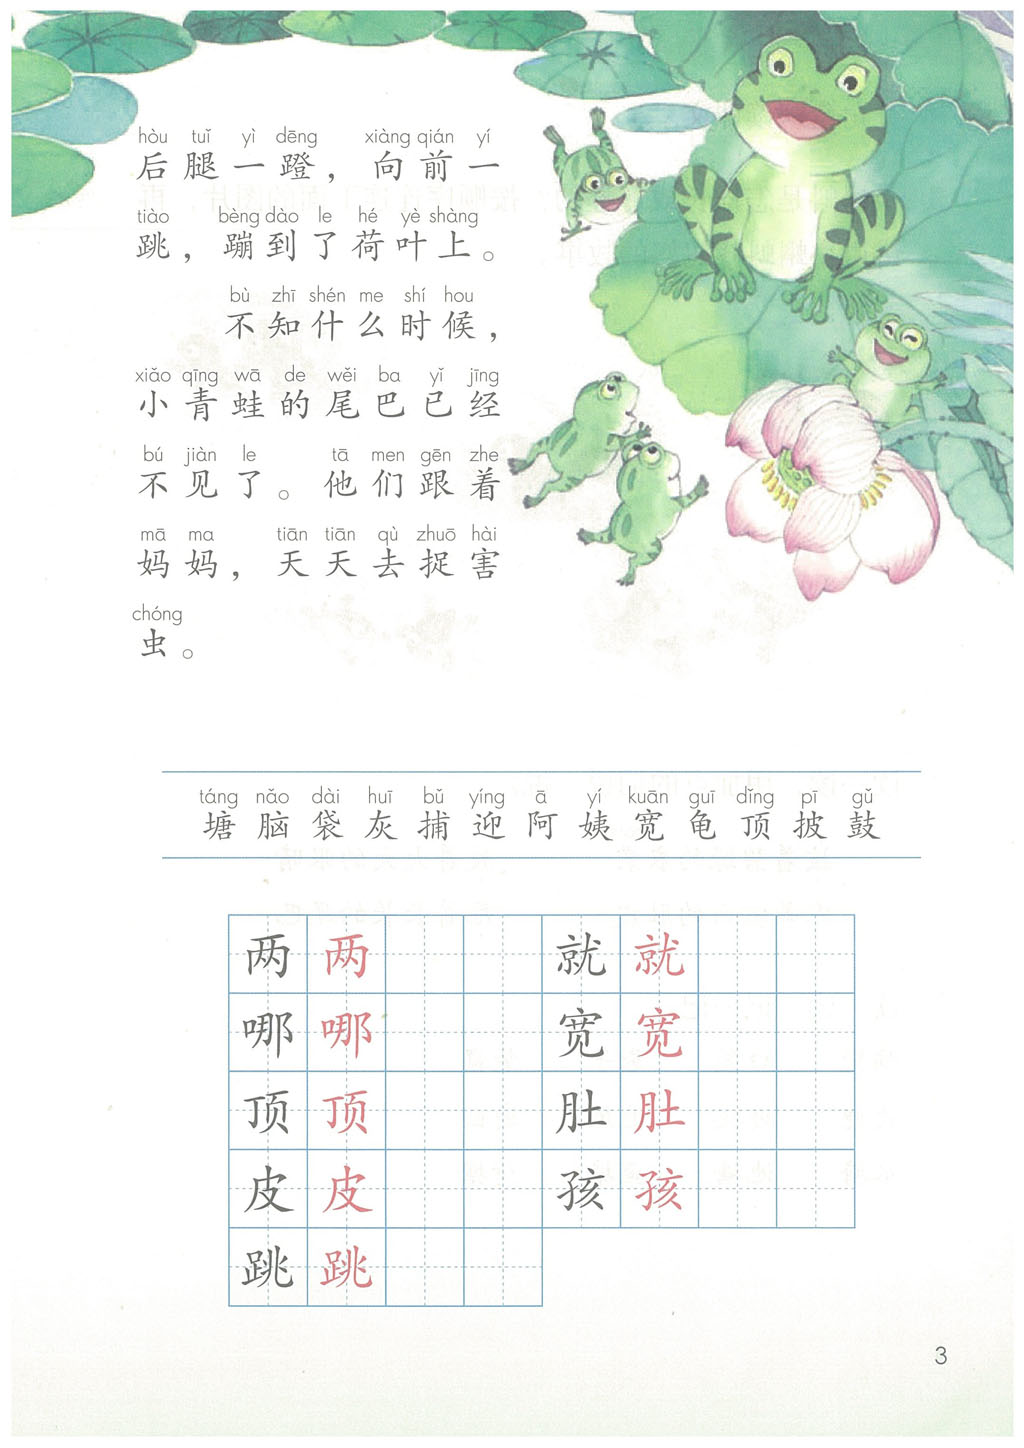 hòu tuǐ yì dēng xiàng qián yí
后腿一蹬，向前一
tiào bèng dào le hé yè shàng
跳，蹦到了荷叶上。
bù zhī shén me shí hou
不知什么时候，
xiǎo qīng wā de wěi ba yǐ jīng
小青蛙的尾巴已经
bú jiàn le tā men gēn zhe
不见了。他们跟着
mā ma tiān tiān qù zhuō hài
妈妈，天天去捉害
chóng
虫。
táng nǎo dài huī bǔ yíng ā yí kuān guī dǐng pī gǔ
塘脑袋灰捕迎阿姨宽龟顶披鼓
两 两 就 就
哪 哪 宽 宽
顶 顶 肚 肚
皮 皮 孩 孩
跳 跳
3